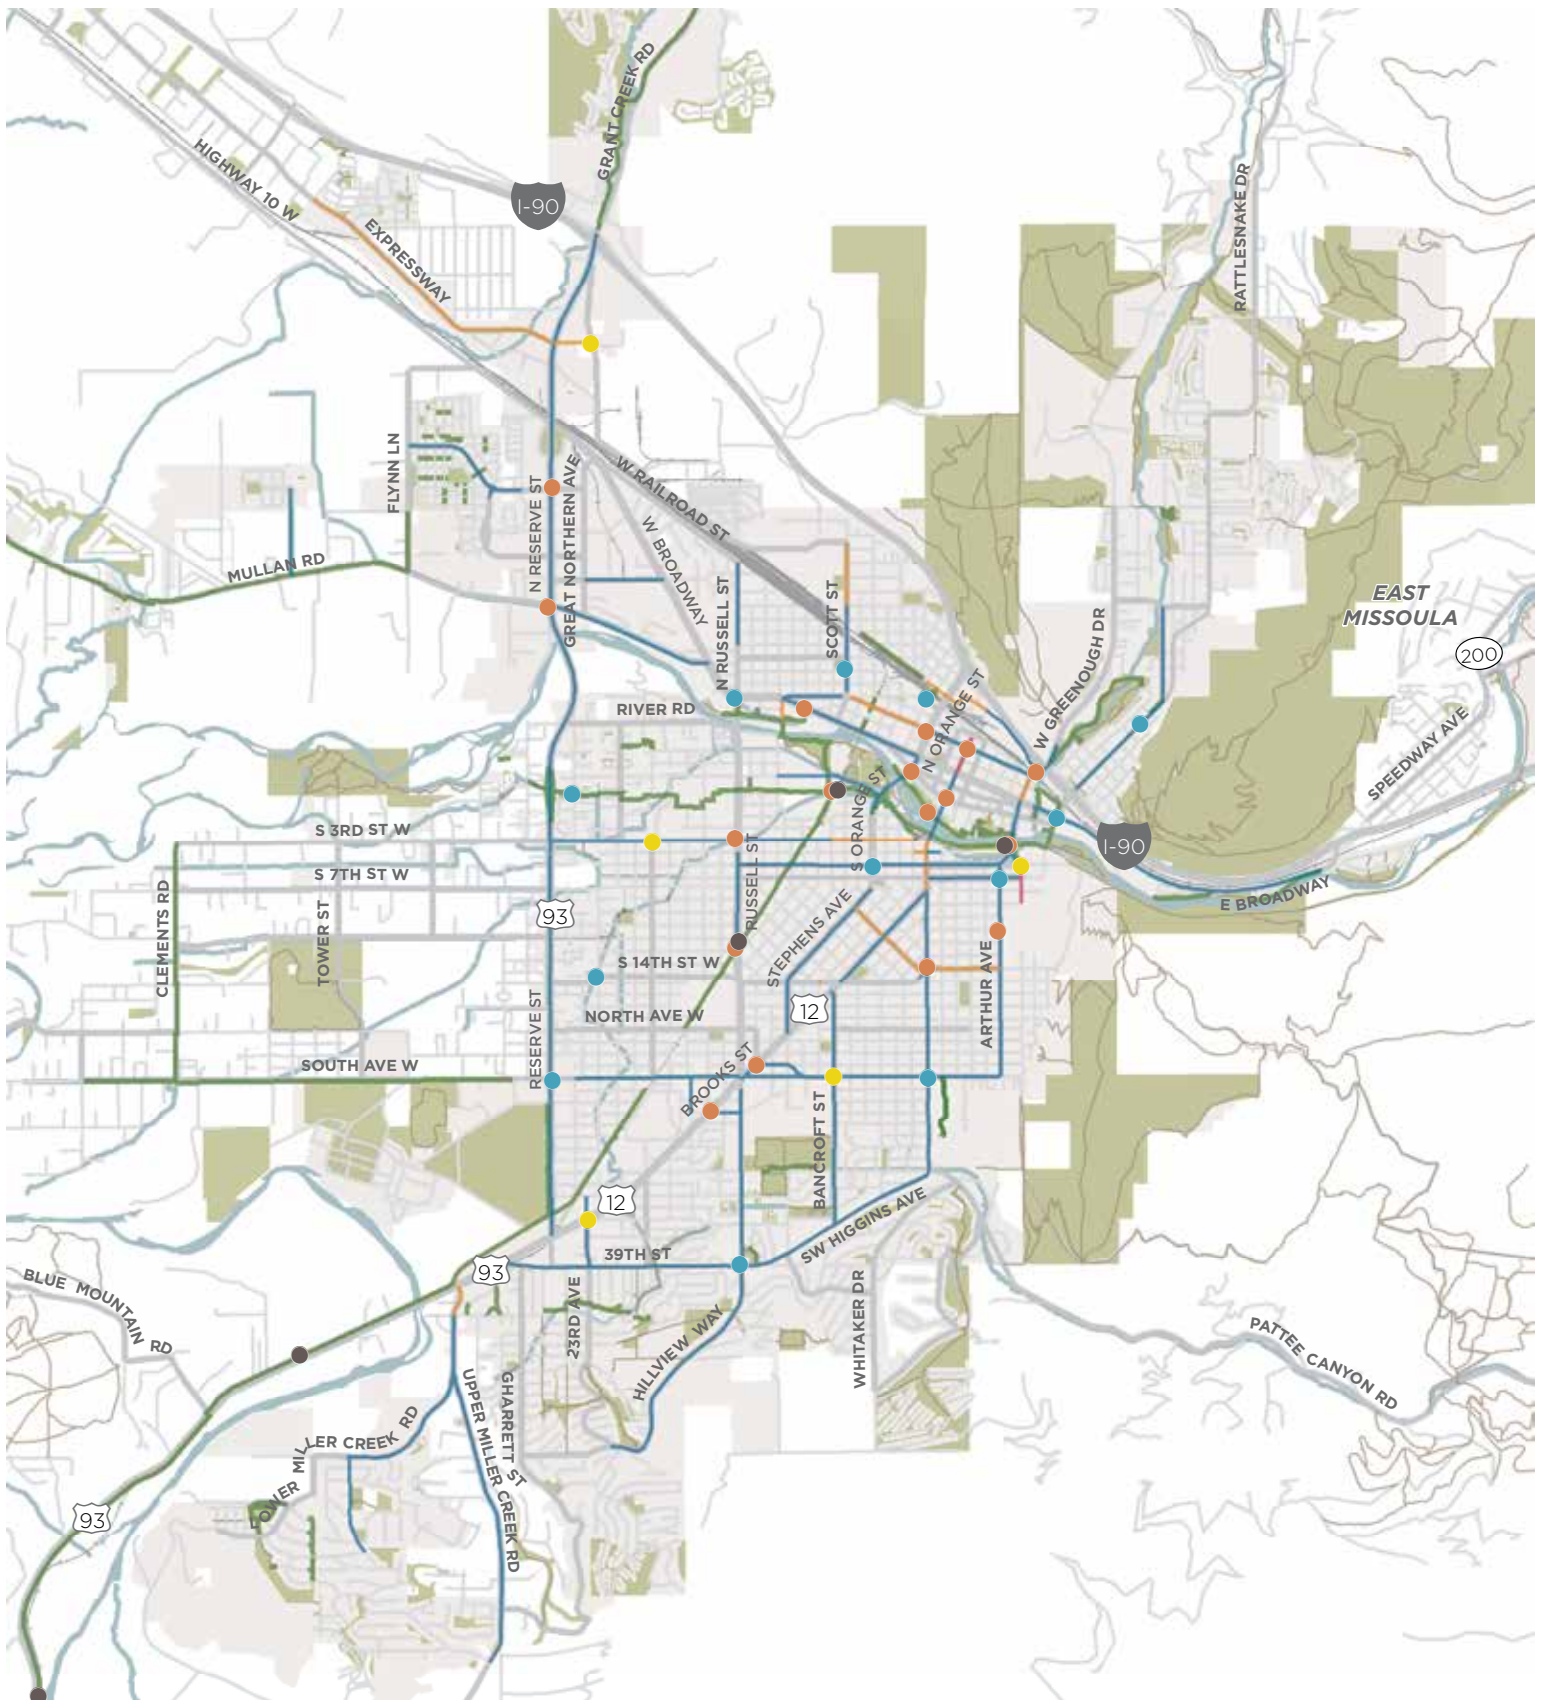 GRANT CREEK RD
HIGHWAY 10 W
I-90
RATTLESNAKE DR
EXPRESSWAY
FLYNN LN
W RAILROAD ST
N RESERVE ST
GREAT NORTHERN AVE
W BROADWAY
MULLAN RD
N RUSSELL ST
SCOTT ST
EAST
MISSOULA
200
W GREENOUGH DR
N ORANGE ST
RIVER RD
SPEEDWAY AVE
S ORANGE ST
S 3RD ST W
I-90
S 7TH ST W
RUSSELL ST
E BROADWAY
93
CLEMENTS RD
TOWER ST
STEPHENS AVE
S 14TH ST W
ARTHUR AVE
12
NORTH AVE W
RESERVE ST
SOUTH AVE W
BROOKS ST
BANCROFT ST
12
SW HIGGINS AVE
39TH ST
93
BLUE MOUNTAIN RD
23RD AVE
WHITAKER DR
HILLVIEW WAY
PATTEE CANYON RD
GHARRETT ST
UPPER MILLER CREEK RD
LOWER MILLER CREEK RD
93